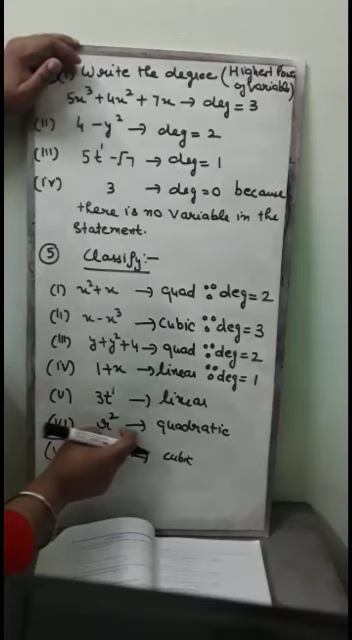 (i) Write the degree (Highest Power of variable)
5x³ + 4x² + 7x → deg = 3
(ii) 4 - y² → deg = 2
(iii) 5t¹ - √7 → deg = 1
(iv) 3 → deg = 0 because
there is no variable in the
Statement.
⑤ Classify:-
(i) x² + x → quad ∵ deg = 2
(ii) x - x³ → cubic ∵ deg = 3
(iii) y + y² + 4 → quad ∵ deg = 2
(iv) 1 + x → linear ∵ deg = 1
(v) 3t¹ → linear
(vi) r² → quadratic
→ cubic